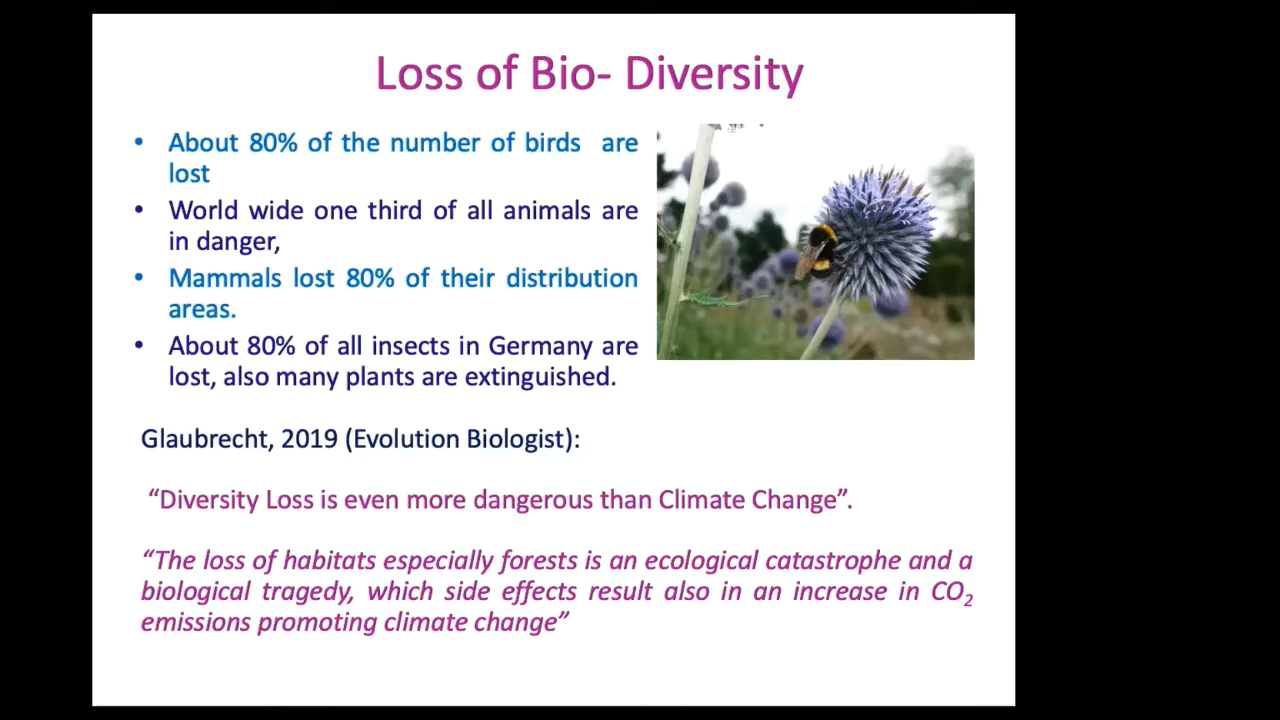 Loss of Bio- Diversity
• About 80% of the number of birds are
lost
• World wide one third of all animals are
in danger,
• Mammals lost 80% of their distribution
areas.
• About 80% of all insects in Germany are
lost, also many plants are extinguished.
Glaubrecht, 2019 (Evolution Biologist):
“Diversity Loss is even more dangerous than Climate Change”.
“The loss of habitats especially forests is an ecological catastrophe and a
biological tragedy, which side effects result also in an increase in CO₂
emissions promoting climate change”